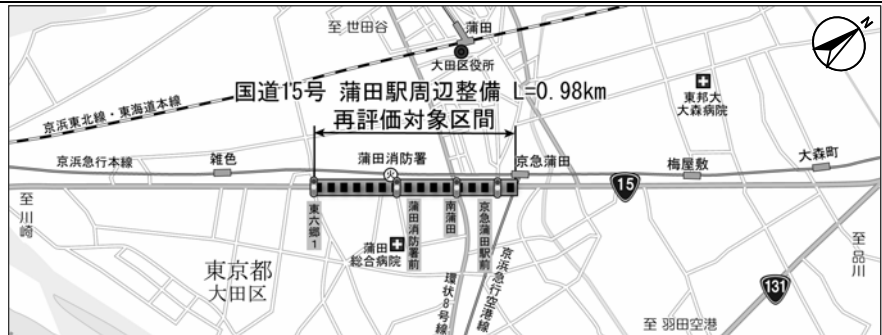 至 世田谷
蒲田
大田区役所
N
国道15号 蒲田駅周辺整備 L=0.98km
再評価対象区間
東邦大
大森病院
京浜東北線・東海道本線
京浜急行本線
雑色
蒲田消防署
火
京急蒲田
梅屋敷
大森町
15
至 川崎
東六郷1
蒲田消防署前
南蒲田
京急蒲田駅前
蒲田
総合病院
東京都
大田区
環状8号線
京浜急行空港線
至 品川
131
至 羽田空港